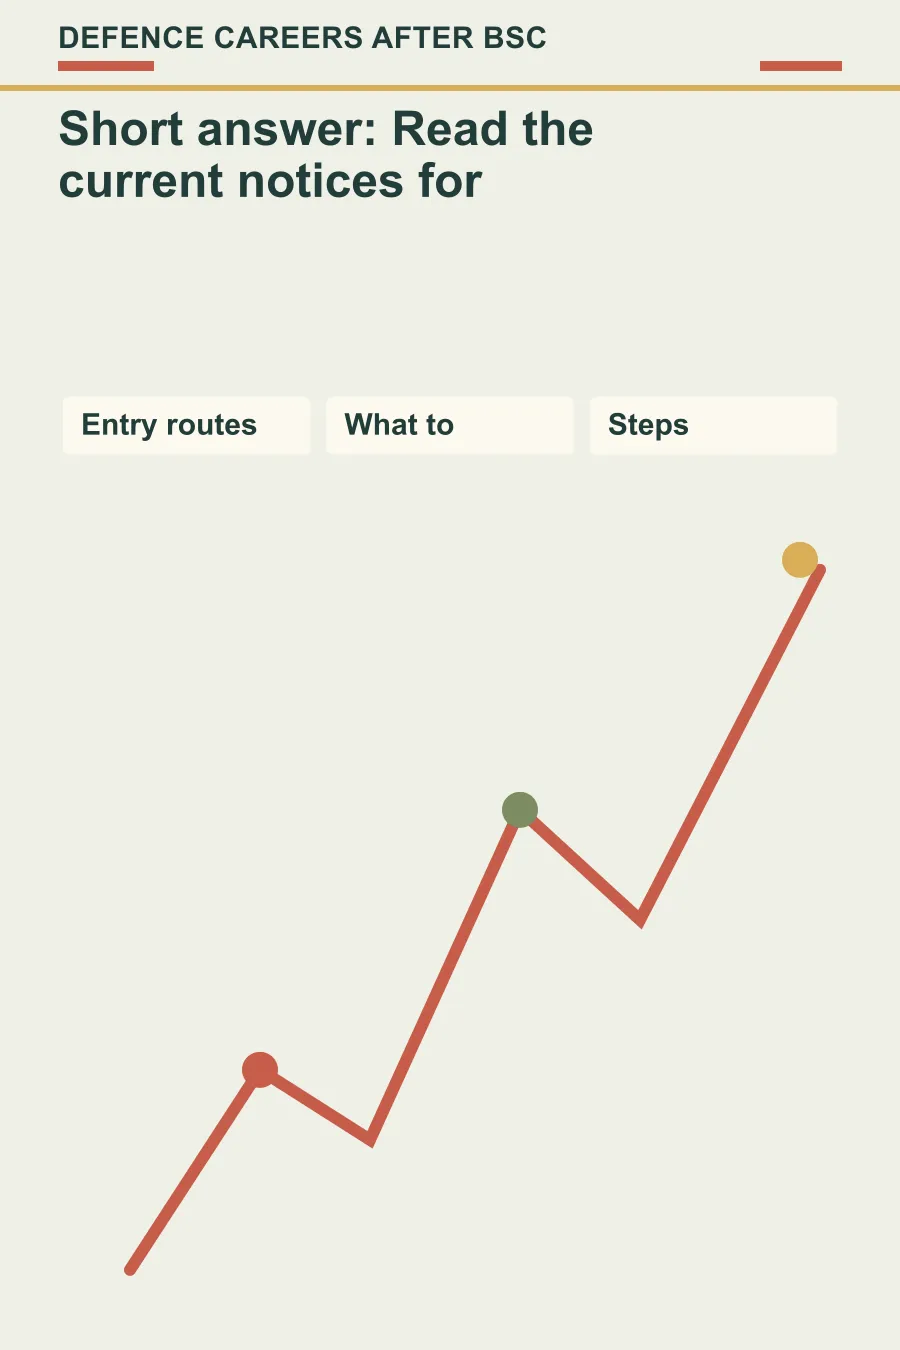 DEFENCE CAREERS AFTER BSC
Short answer: Read the
current notices for
Entry routes
What to
Steps